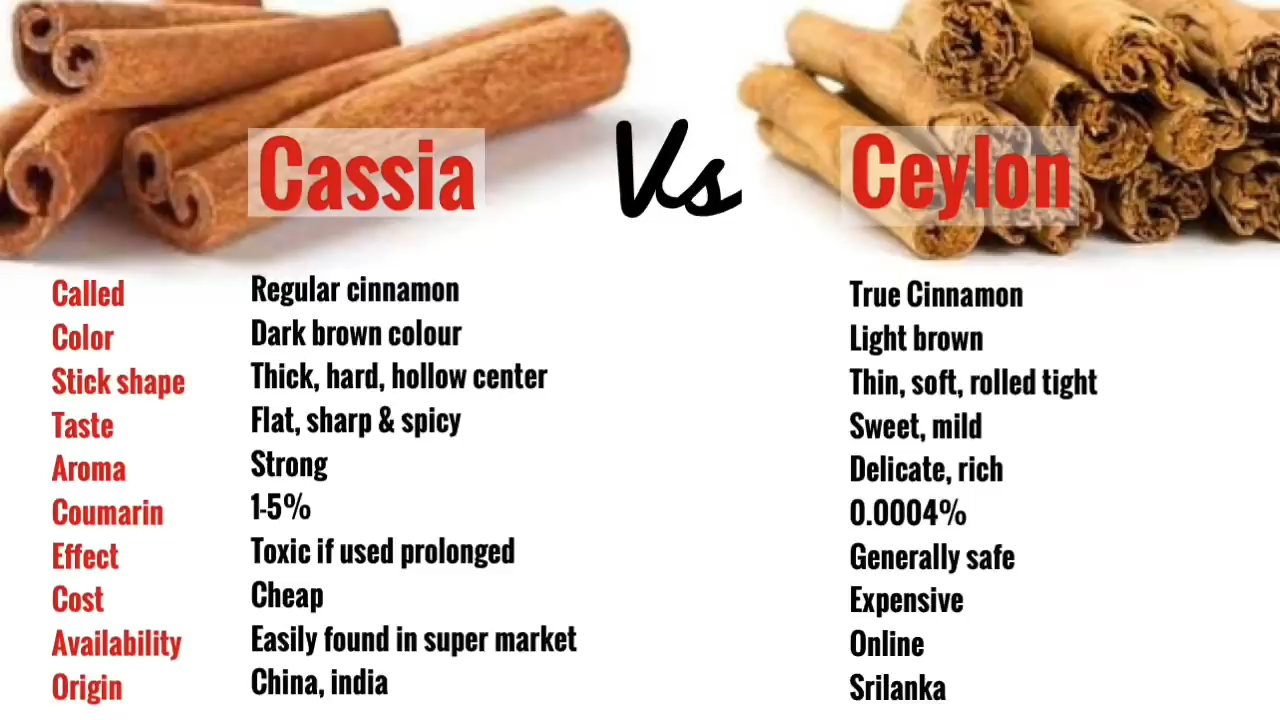 Cassia Vs Ceylon
Called Regular cinnamon True Cinnamon
Color Dark brown colour Light brown
Stick shape Thick, hard, hollow center Thin, soft, rolled tight
Taste Flat, sharp & spicy Sweet, mild
Aroma Strong Delicate, rich
Coumarin 1-5% 0.0004%
Effect Toxic if used prolonged Generally safe
Cost Cheap Expensive
Availability Easily found in super market Online
Origin China, india Srilanka